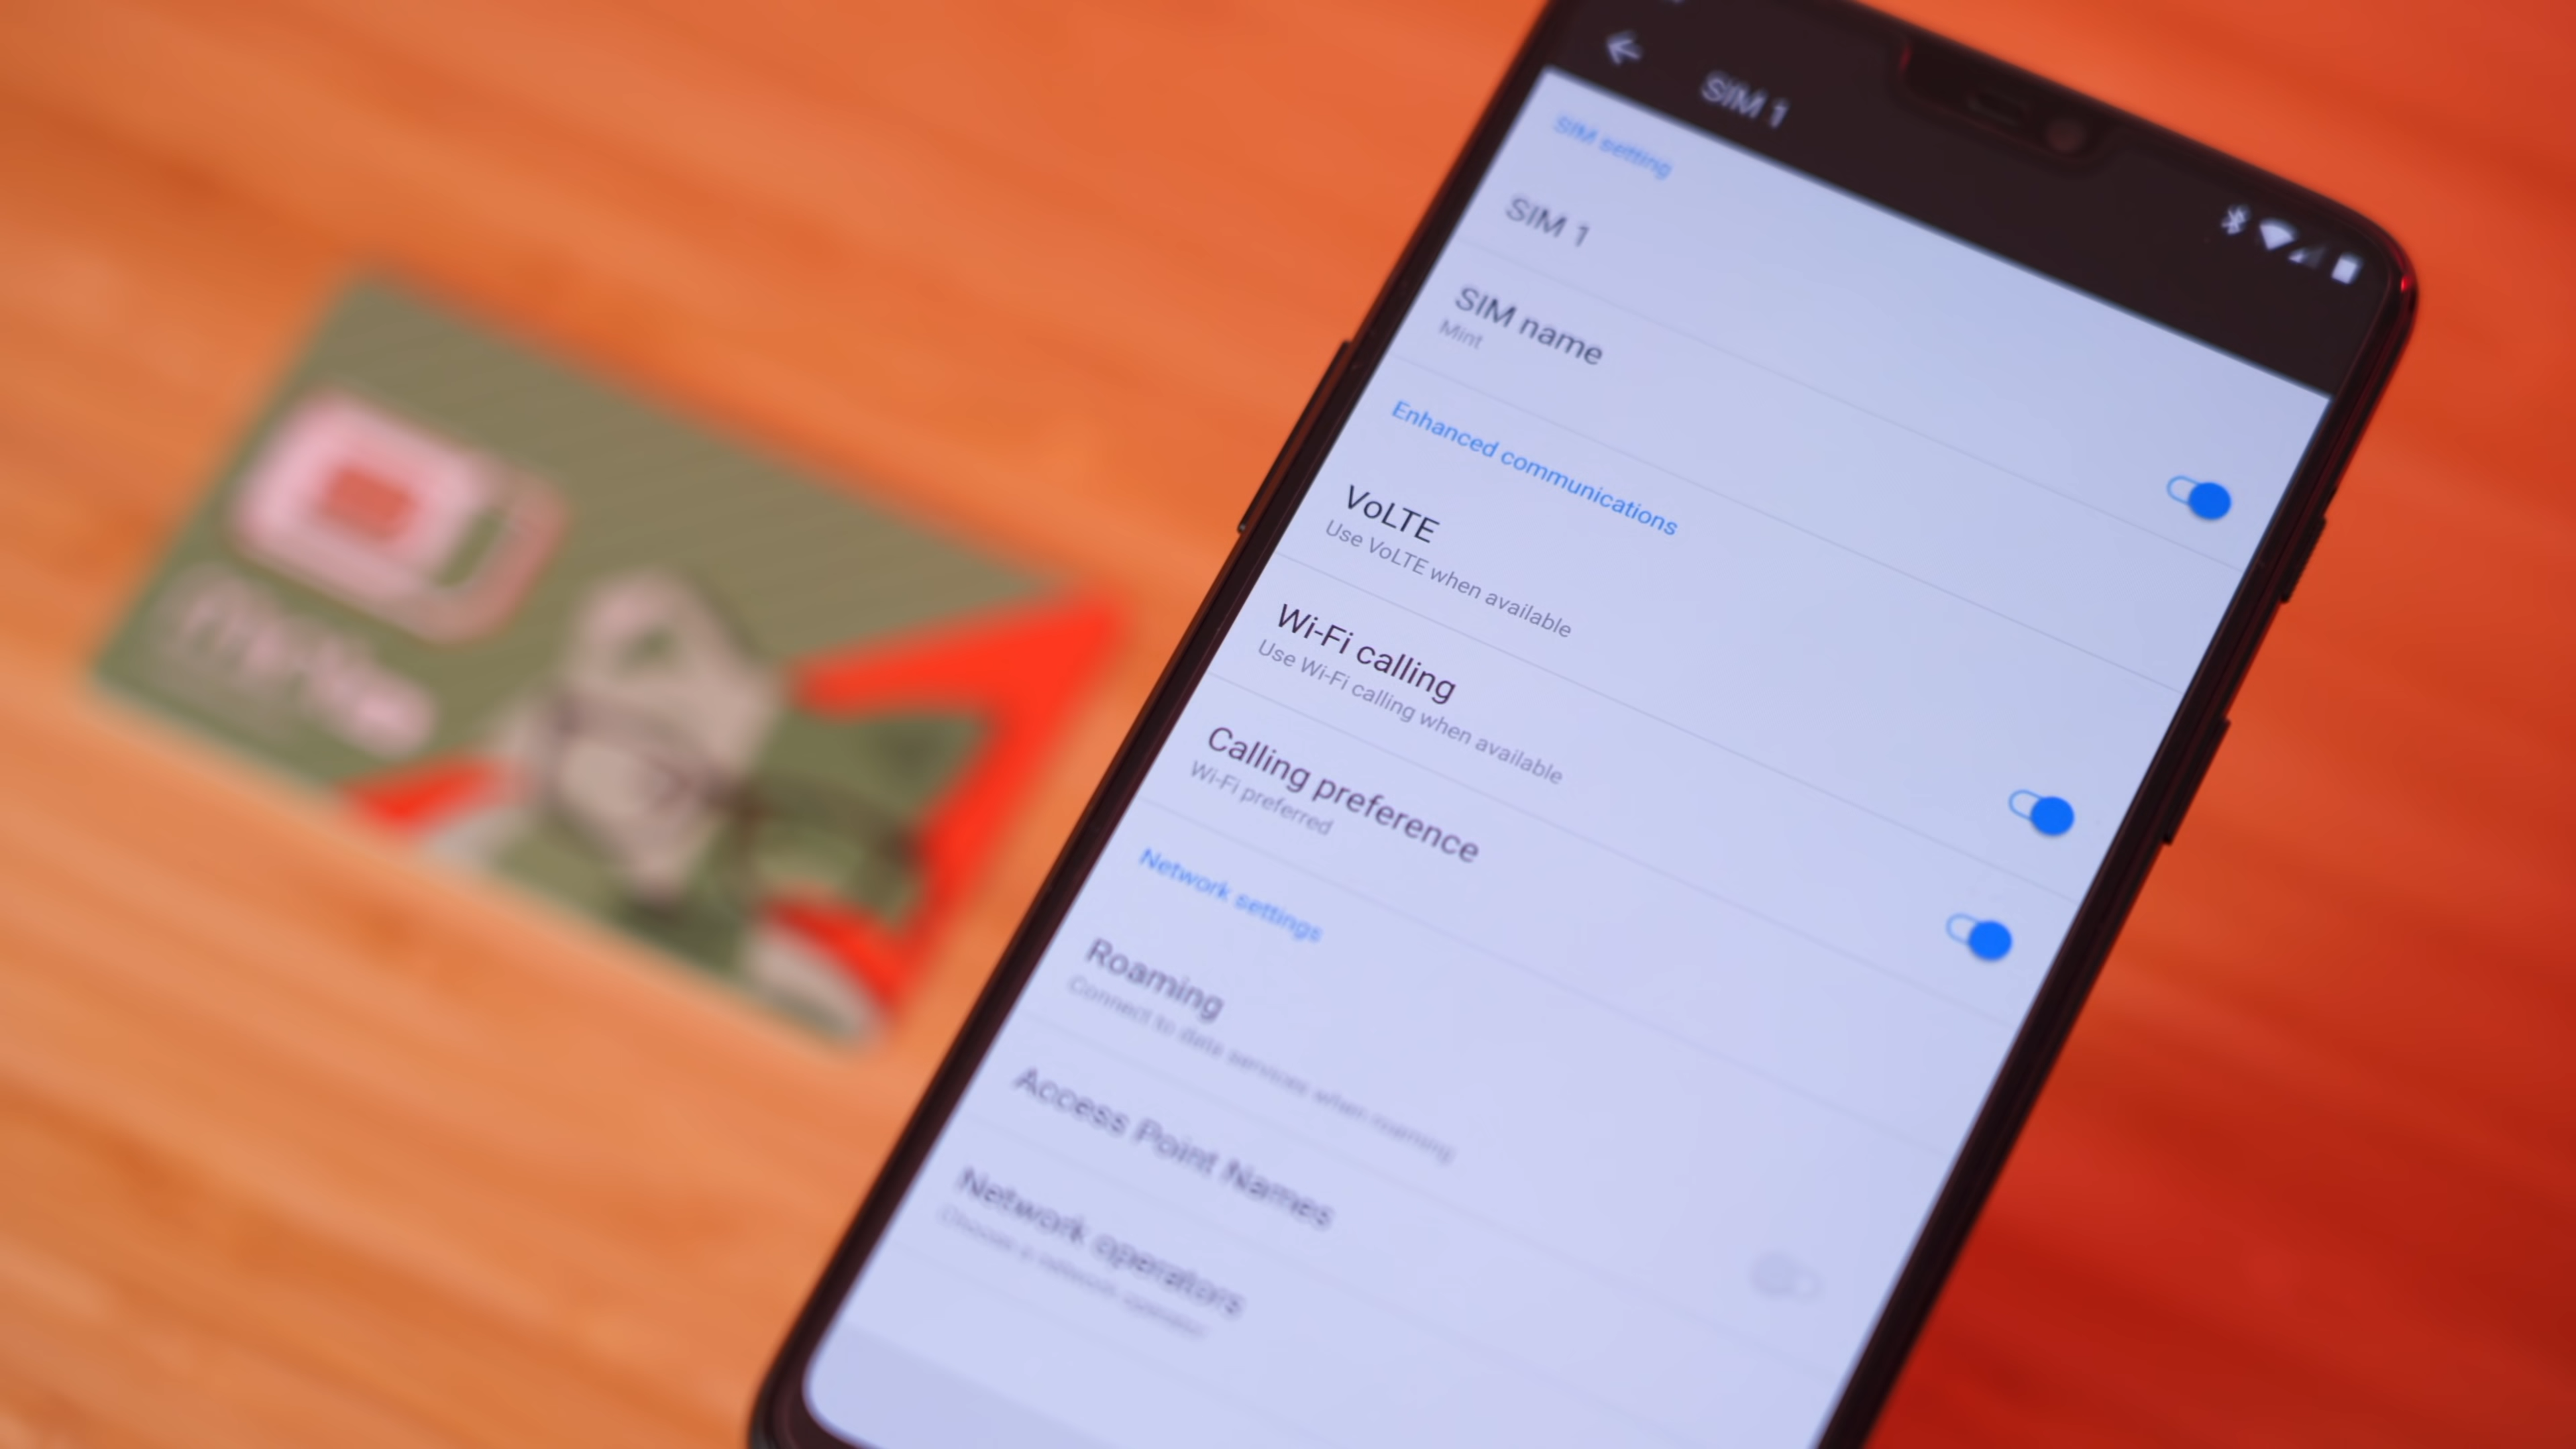 SIM 1
SIM setting
SIM 1
SIM name
Mint
Enhanced communications
VoLTE
Use VoLTE when available
Wi-Fi calling
Use Wi-Fi calling when available
Calling preference
Wi-Fi preferred
Network settings
Roaming
Connect to data services when roaming
Access Point Names
Network operators
Choose a network operator